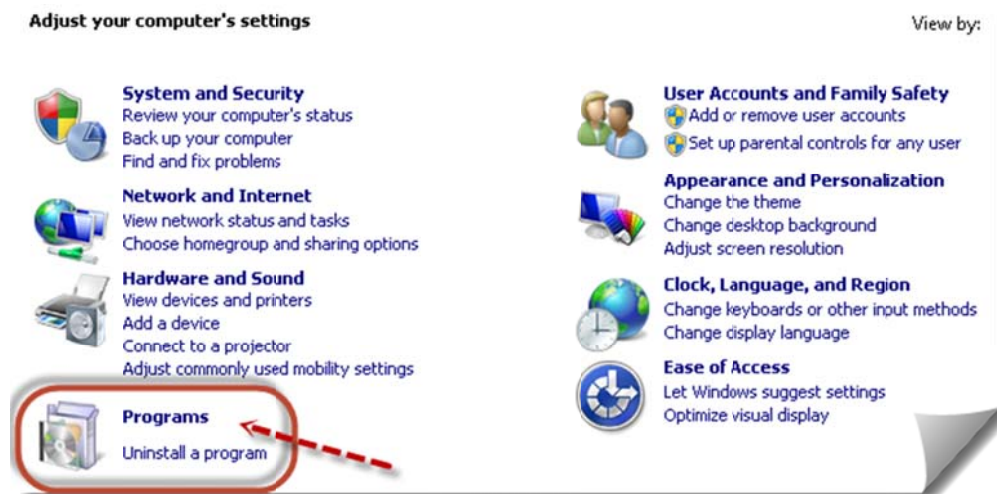 Adjust your computer's settings
View by:
System and Security
Review your computer's status
Back up your computer
Find and fix problems
Network and Internet
View network status and tasks
Choose homegroup and sharing options
Hardware and Sound
View devices and printers
Add a device
Connect to a projector
Adjust commonly used mobility settings
Programs
Uninstall a program
User Accounts and Family Safety
Add or remove user accounts
Set up parental controls for any user
Appearance and Personalization
Change the theme
Change desktop background
Adjust screen resolution
Clock, Language, and Region
Change keyboards or other input methods
Change display language
Ease of Access
Let Windows suggest settings
Optimize visual display